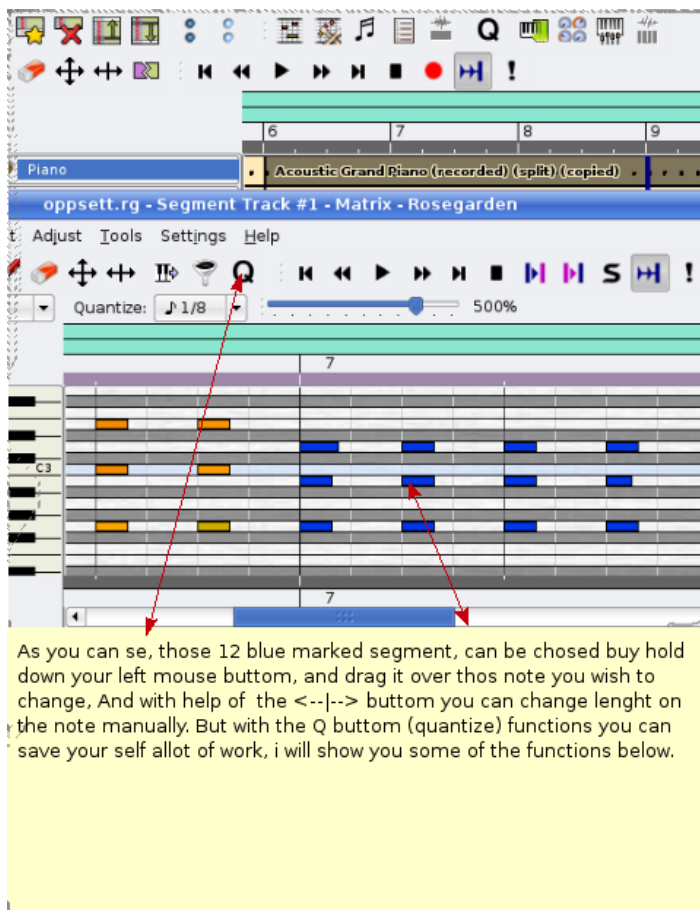 Q
6 7 8 9
Piano
Acoustic Grand Piano (recorded) (split) (copied)
oppsett.rg - Segment Track #1 - Matrix - Rosegarden
t Adjust Tools Settings Help
Q S !
Quantize: 1/8 500%
7
C3
7
As you can se, those 12 blue marked segment, can be chosed buy hold
down your left mouse buttom, and drag it over thos note you wish to
change, And with help of the <--|--> buttom you can change lenght on
the note manually. But with the Q buttom (quantize) functions you can
save your self allot of work, i will show you some of the functions below.